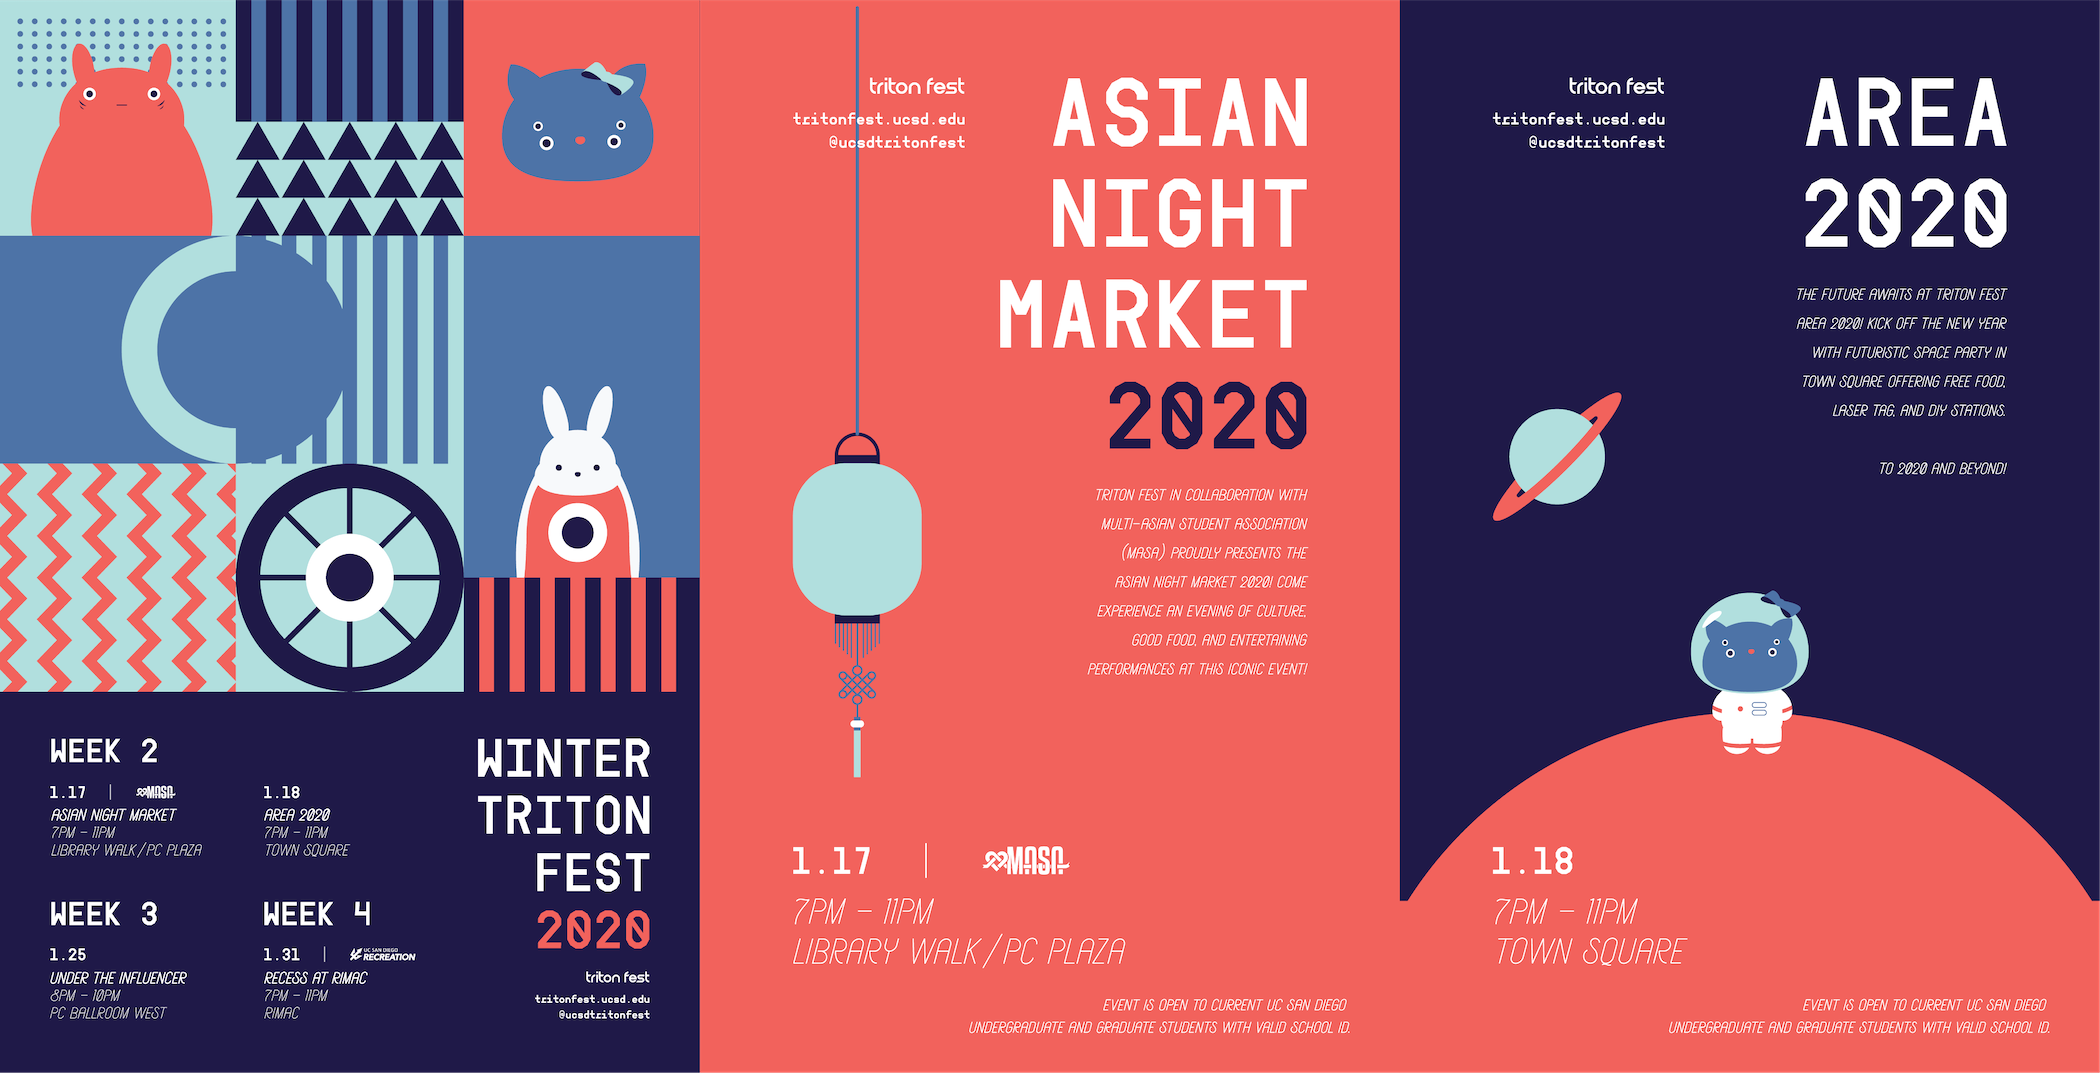 WEEK 2
1.17 | MASA
ASIAN NIGHT MARKET
7PM - 11PM
LIBRARY WALK/PC PLAZA
1.18
AREA 2020
7PM - 11PM
TOWN SQUARE
WEEK 3
1.25
UNDER THE INFLUENCER
8PM - 10PM
PC BALLROOM WEST
WEEK 4
1.31 | UC SAN DIEGO
RECREATION
RECESS AT RIMAC
7PM - 11PM
RIMAC
WINTER
TRITON
FEST
2020
triton fest
tritonfest.ucsd.edu
@ucsdtritonfest
triton fest
tritonfest.ucsd.edu
@ucsdtritonfest
ASIAN
NIGHT
MARKET
2020
TRITON FEST IN COLLABORATION WITH
MULTI-ASIAN STUDENT ASSOCIATION
(MASA) PROUDLY PRESENTS THE
ASIAN NIGHT MARKET 2020! COME
EXPERIENCE AN EVENING OF CULTURE,
GOOD FOOD, AND ENTERTAINING
PERFORMANCES AT THIS ICONIC EVENT!
1.17 | MASA
7PM - 11PM
LIBRARY WALK/PC PLAZA
EVENT IS OPEN TO CURRENT UC SAN DIEGO
UNDERGRADUATE AND GRADUATE STUDENTS WITH VALID SCHOOL ID.
triton fest
tritonfest.ucsd.edu
@ucsdtritonfest
AREA
2020
THE FUTURE AWAITS AT TRITON FEST
AREA 2020! KICK OFF THE NEW YEAR
WITH FUTURISTIC SPACE PARTY IN
TOWN SQUARE OFFERING FREE FOOD,
LASER TAG, AND DIY STATIONS.
TO 2020 AND BEYOND!
1.18
7PM - 11PM
TOWN SQUARE
EVENT IS OPEN TO CURRENT UC SAN DIEGO
UNDERGRADUATE AND GRADUATE STUDENTS WITH VALID SCHOOL ID.